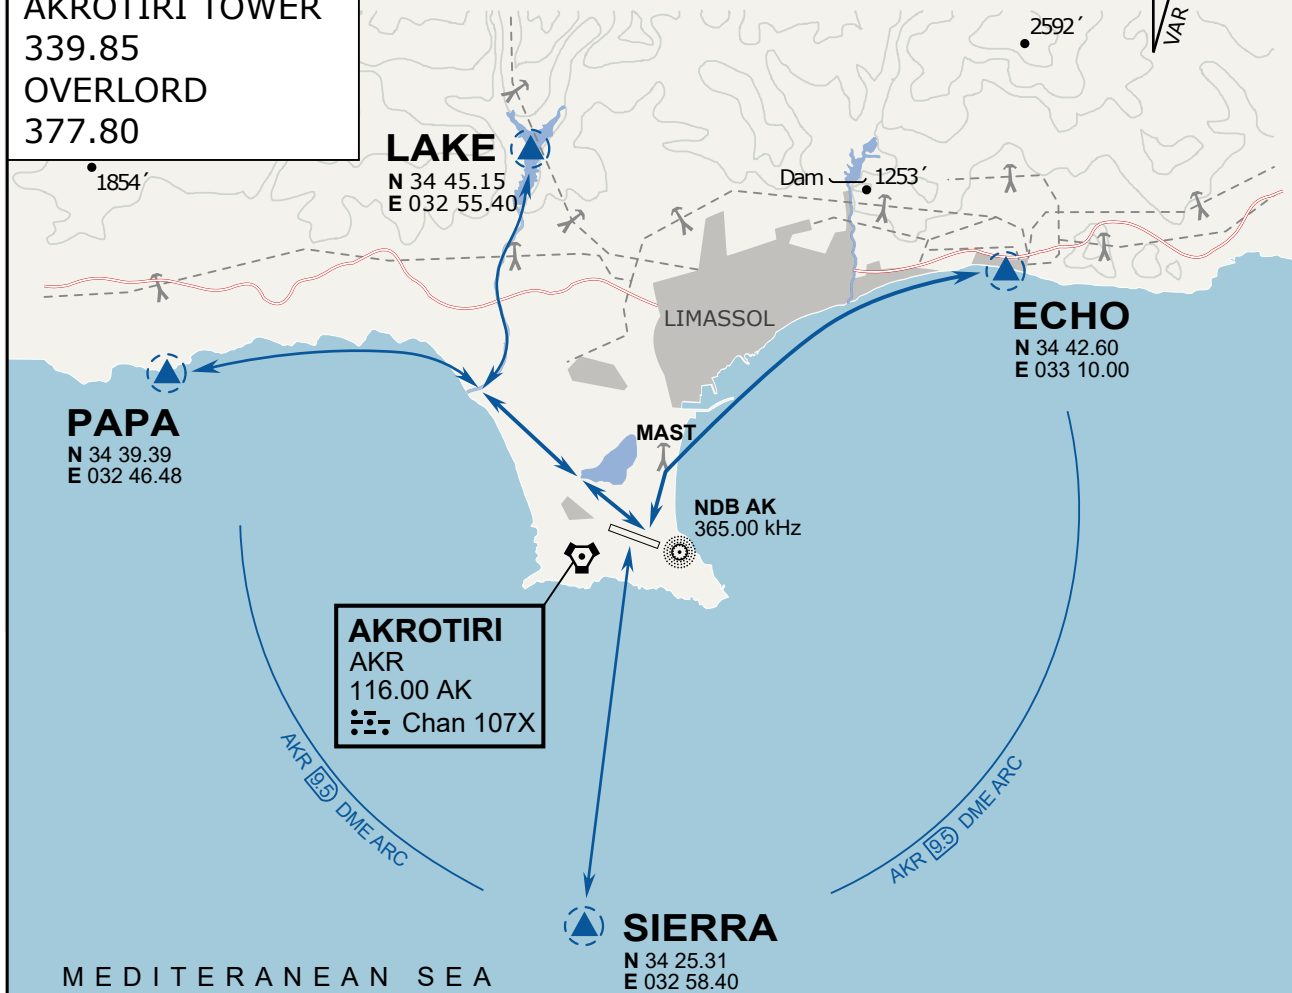 AKROTIRI TOWER
339.85
OVERLORD
377.80
2592´
VAR
1854´
LAKE
N 34 45.15
E 032 55.40
Dam
1253´
LIMASSOL
ECHO
N 34 42.60
E 033 10.00
PAPA
N 34 39.39
E 032 46.48
MAST
NDB AK
365.00 kHz
AKROTIRI
AKR
116.00 AK
Chan 107X
AKR 9.5 DME ARC
AKR 9.5 DME ARC
SIERRA
N 34 25.31
E 032 58.40
MEDITERANEAN SEA